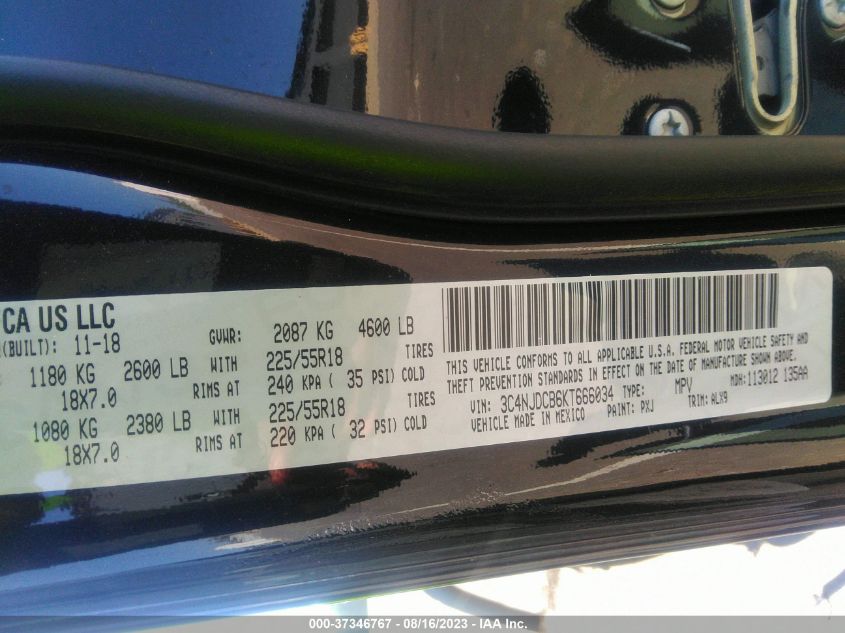 CA US LLC
(BUILT): 11-18 GVWR: 2087 KG 4600 LB
1180 KG 2600 LB WITH 225/55R18 TIRES
18X7.0 RIMS AT 240 KPA ( 35 PSI) COLD
1080 KG 2380 LB WITH 225/55R18 TIRES
18X7.0 RIMS AT 220 KPA ( 32 PSI) COLD
THIS VEHICLE CONFORMS TO ALL APPLICABLE U.S.A. FEDERAL MOTOR VEHICLE SAFETY AND
THEFT PREVENTION STANDARDS IN EFFECT ON THE DATE OF MANUFACTURE SHOWN ABOVE.
VIN: 3C4NJDCB6KT666034 TYPE: MPV MDH: 113012 135AA
VEHICLE MADE IN MEXICO PAINT: PXJ TRIM: ALX9
000-37346767 - 08/16/2023 - IAA Inc.